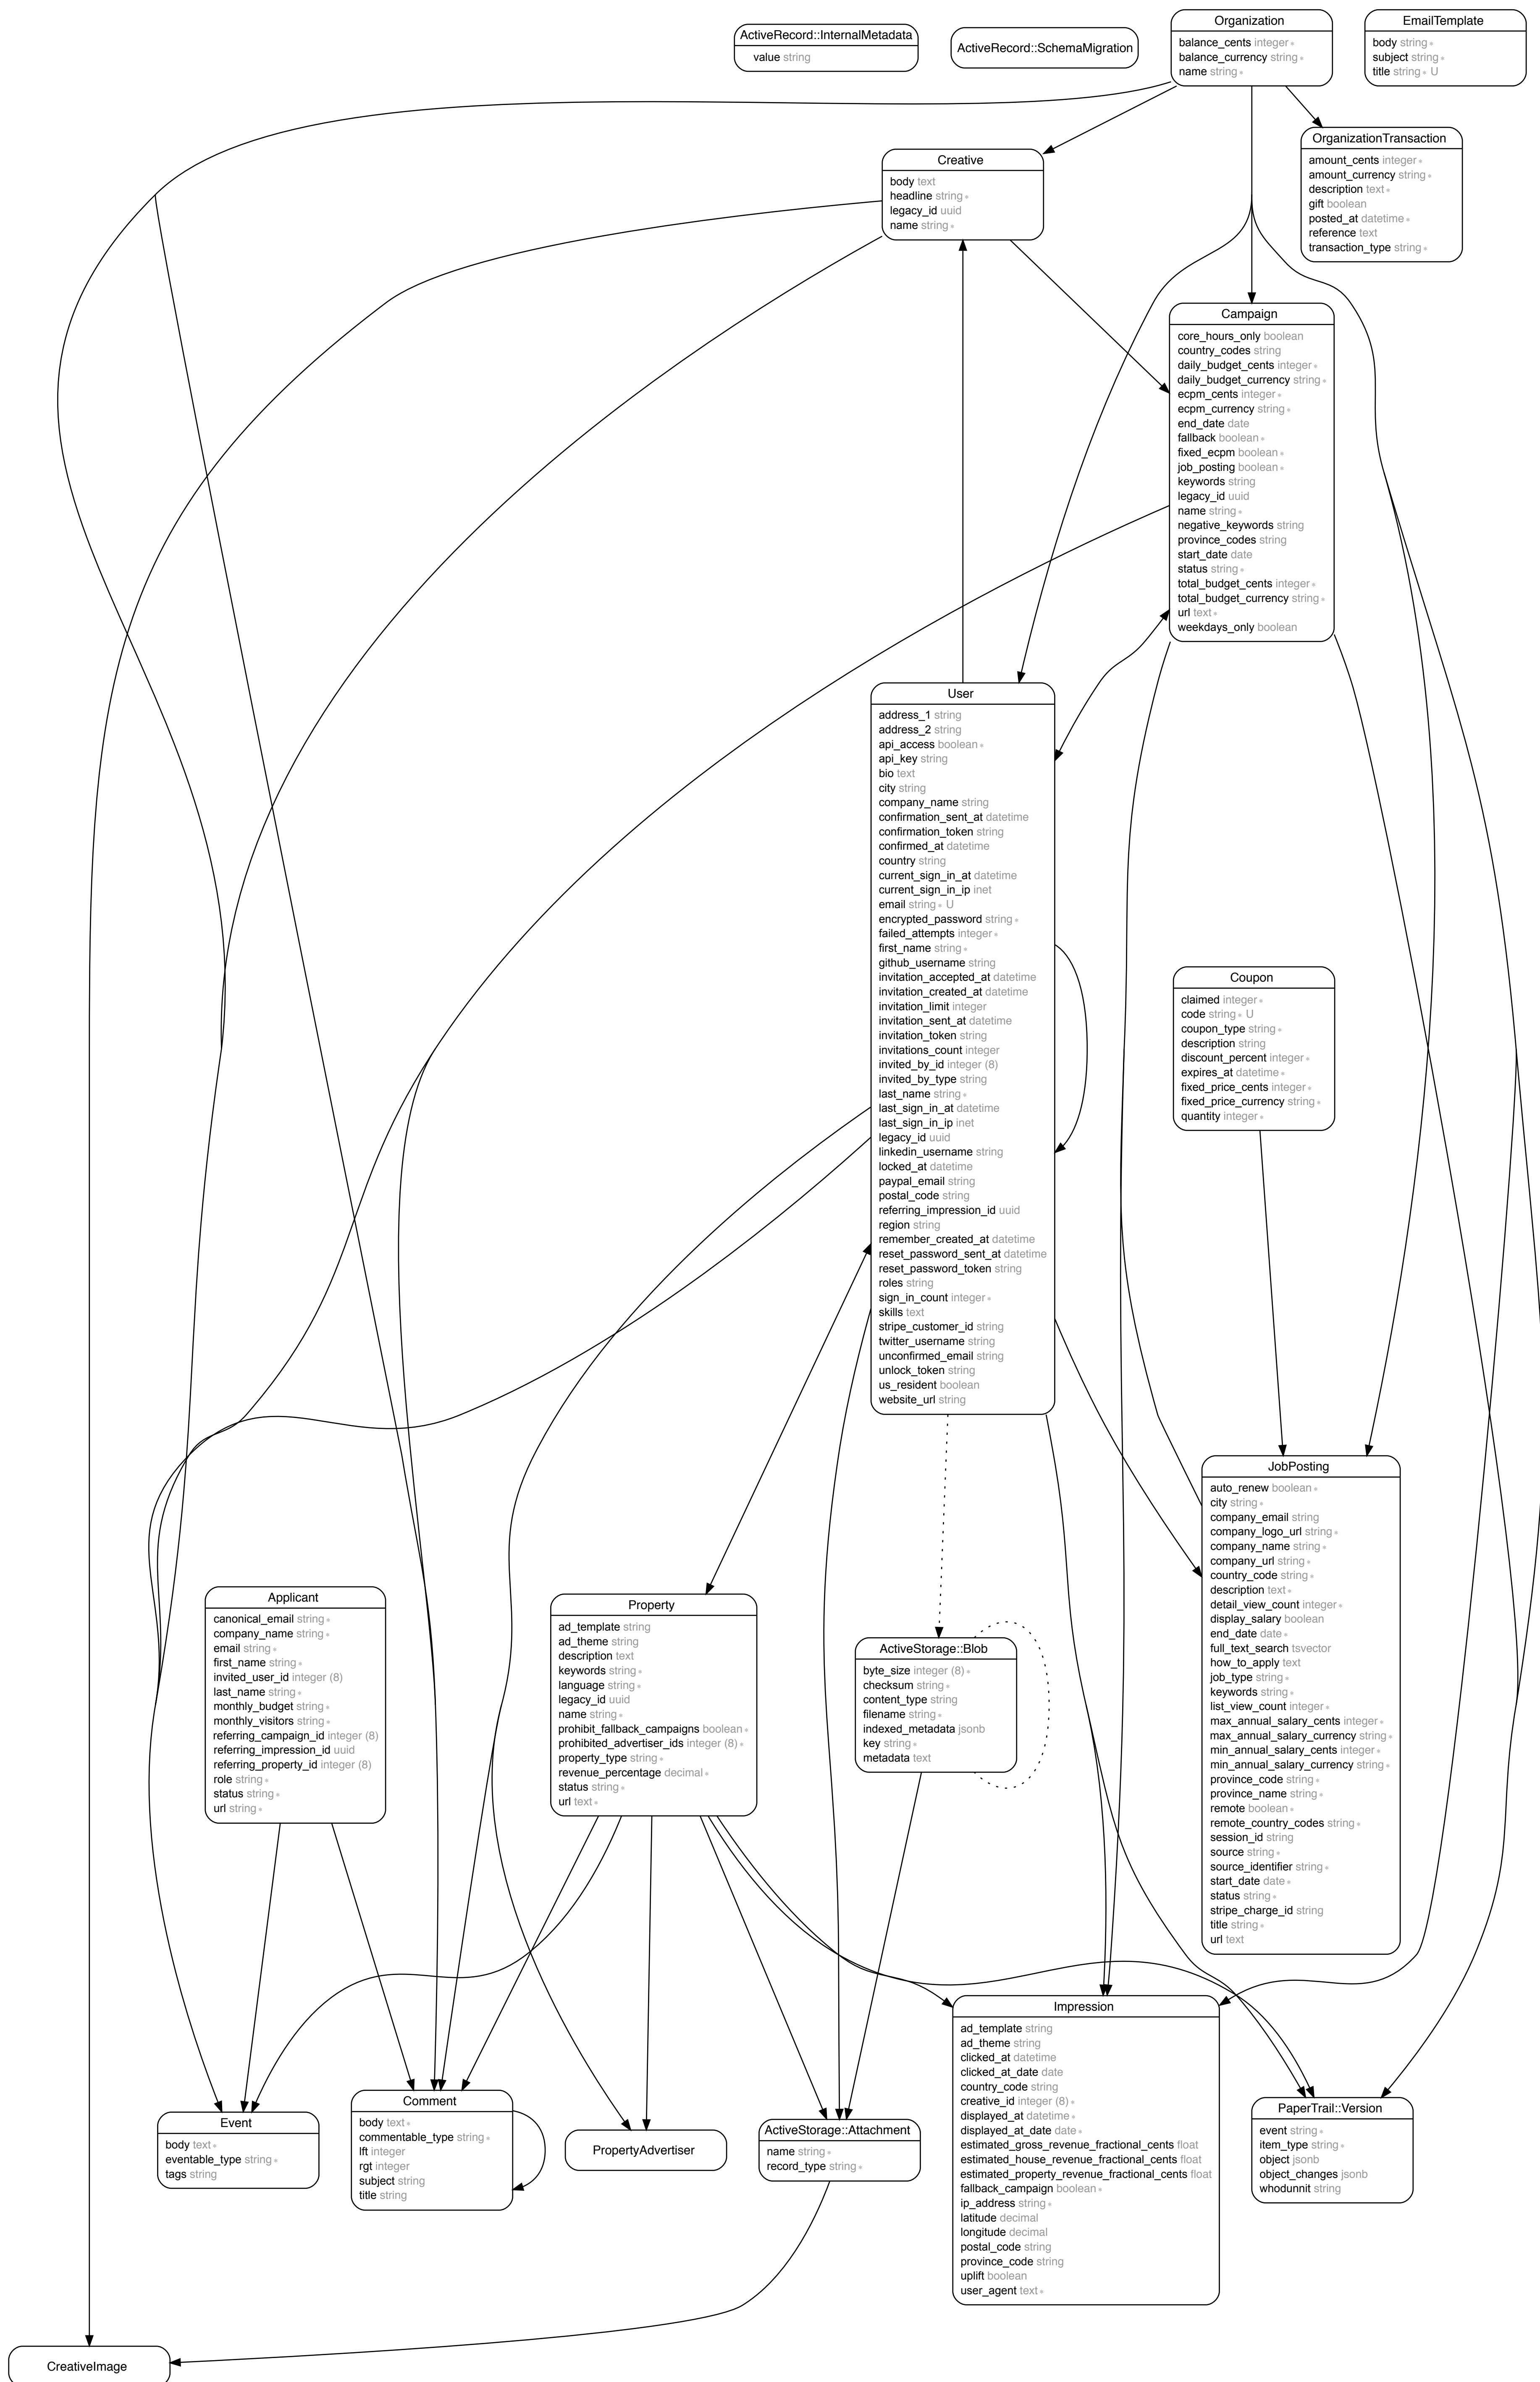 ActiveRecord::InternalMetadata
value string
ActiveRecord::SchemaMigration
Organization
balance_cents integer ∗
balance_currency string ∗
name string ∗
EmailTemplate
body string ∗
subject string ∗
title string ∗ U
OrganizationTransaction
amount_cents integer ∗
amount_currency string ∗
description text ∗
gift boolean
posted_at datetime ∗
reference text
transaction_type string ∗
Creative
body text
headline string ∗
legacy_id uuid
name string ∗
Campaign
core_hours_only boolean
country_codes string
daily_budget_cents integer ∗
daily_budget_currency string ∗
ecpm_cents integer ∗
ecpm_currency string ∗
end_date date
fallback boolean ∗
fixed_ecpm boolean ∗
job_posting boolean ∗
keywords string
legacy_id uuid
name string ∗
negative_keywords string
province_codes string
start_date date
status string ∗
total_budget_cents integer ∗
total_budget_currency string ∗
url text ∗
weekdays_only boolean
User
address_1 string
address_2 string
api_access boolean ∗
api_key string
bio text
city string
company_name string
confirmation_sent_at datetime
confirmation_token string
confirmed_at datetime
country string
current_sign_in_at datetime
current_sign_in_ip inet
email string ∗ U
encrypted_password string ∗
failed_attempts integer ∗
first_name string ∗
github_username string
invitation_accepted_at datetime
invitation_created_at datetime
invitation_limit integer
invitation_sent_at datetime
invitation_token string
invitations_count integer
invited_by_id integer (8)
invited_by_type string
last_name string ∗
last_sign_in_at datetime
last_sign_in_ip inet
legacy_id uuid
linkedin_username string
locked_at datetime
paypal_email string
postal_code string
referring_impression_id uuid
region string
remember_created_at datetime
reset_password_sent_at datetime
reset_password_token string
roles string
sign_in_count integer ∗
skills text
stripe_customer_id string
twitter_username string
unconfirmed_email string
unlock_token string
us_resident boolean
website_url string
Coupon
claimed integer ∗
code string ∗ U
coupon_type string ∗
description string
discount_percent integer ∗
expires_at datetime ∗
fixed_price_cents integer ∗
fixed_price_currency string ∗
quantity integer ∗
JobPosting
auto_renew boolean ∗
city string ∗
company_email string
company_logo_url string ∗
company_name string ∗
company_url string ∗
country_code string ∗
description text ∗
detail_view_count integer ∗
display_salary boolean
end_date date ∗
full_text_search tsvector
how_to_apply text
job_type string ∗
keywords string ∗
list_view_count integer ∗
max_annual_salary_cents integer ∗
max_annual_salary_currency string ∗
min_annual_salary_cents integer ∗
min_annual_salary_currency string ∗
province_code string ∗
province_name string ∗
remote boolean ∗
remote_country_codes string ∗
session_id string
source string ∗
source_identifier string ∗
start_date date ∗
status string ∗
stripe_charge_id string
title string ∗
url text
Applicant
canonical_email string ∗
company_name string ∗
email string ∗
first_name string ∗
invited_user_id integer (8)
last_name string ∗
monthly_budget string ∗
monthly_visitors string ∗
referring_campaign_id integer (8)
referring_impression_id uuid
referring_property_id integer (8)
role string ∗
status string ∗
url string ∗
Property
ad_template string
ad_theme string
description text
keywords string ∗
language string ∗
legacy_id uuid
name string ∗
prohibit_fallback_campaigns boolean ∗
prohibited_advertiser_ids integer (8) ∗
property_type string ∗
revenue_percentage decimal ∗
status string ∗
url text ∗
ActiveStorage::Blob
byte_size integer (8) ∗
checksum string ∗
content_type string
filename string ∗
indexed_metadata jsonb
key string ∗
metadata text
Event
body text ∗
eventable_type string ∗
tags string
Comment
body text ∗
commentable_type string ∗
lft integer
rgt integer
subject string
title string
PropertyAdvertiser
ActiveStorage::Attachment
name string ∗
record_type string ∗
Impression
ad_template string
ad_theme string
clicked_at datetime
clicked_at_date date
country_code string
creative_id integer (8) ∗
displayed_at datetime ∗
displayed_at_date date ∗
estimated_gross_revenue_fractional_cents float
estimated_house_revenue_fractional_cents float
estimated_property_revenue_fractional_cents float
fallback_campaign boolean ∗
ip_address string ∗
latitude decimal
longitude decimal
postal_code string
province_code string
uplift boolean
user_agent text ∗
PaperTrail::Version
event string ∗
item_type string ∗
object jsonb
object_changes jsonb
whodunnit string
CreativeImage